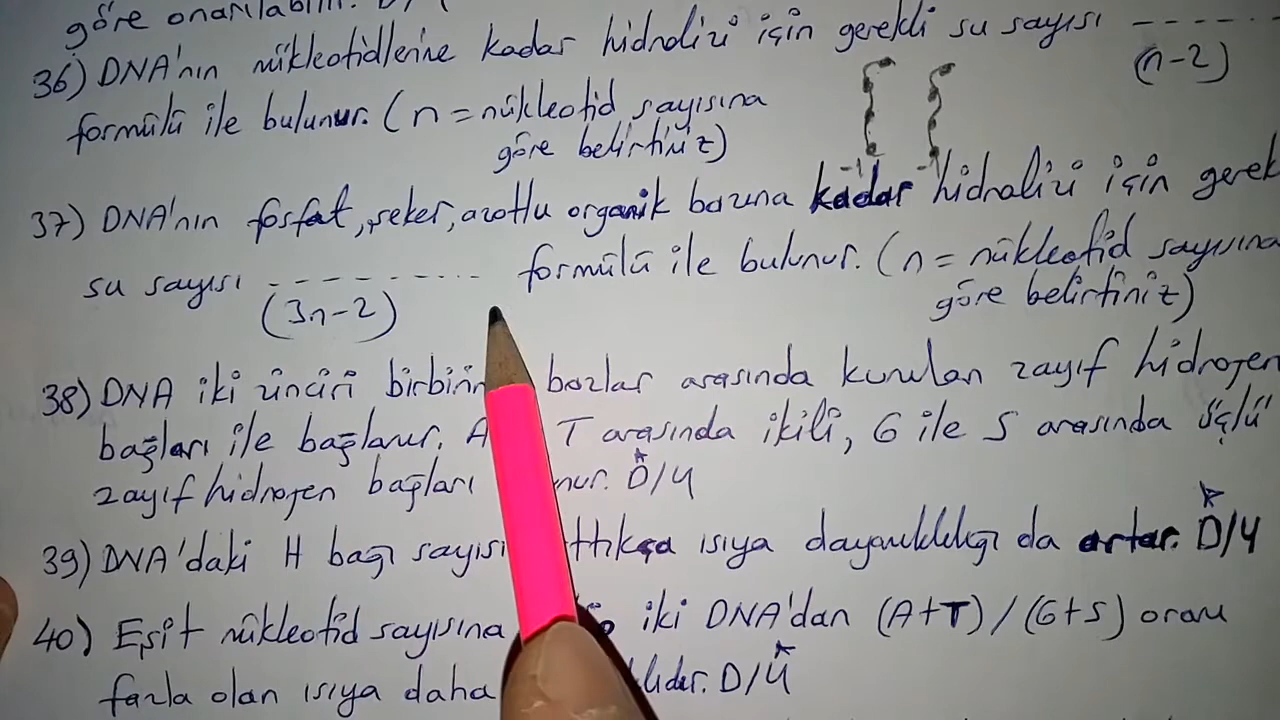 göre onarılabilir. D/Y
36) DNA'nın nükleotidlerine kadar hidrolizi için gerekli su sayısı -----
(n-2)
formülü ile bulunur. (n = nükleotid sayısına
göre belirtiniz)
-1 -1
37) DNA'nın fosfat, şeker, azotlu organik bazına kadar hidrolizi için gerek
su sayısı -------- formülü ile bulunur. (n = nükleotid sayısına
(3n-2) göre belirtiniz)
38) DNA iki zinciri bazlar arasında kurulan zayıf hidrojen
bağları ile bağlanır. A T arasında ikili, G ile S arasında üçlü
zayıf hidrojen bağları D/Y
39) DNA'daki H bağı sayısı ısıya dayanıklılığı da artar. D/Y
40) Eşit nükleotid sayısına iki DNA'dan (A+T)/(G+S) oranı
fazla olan ısıya daha D/Y